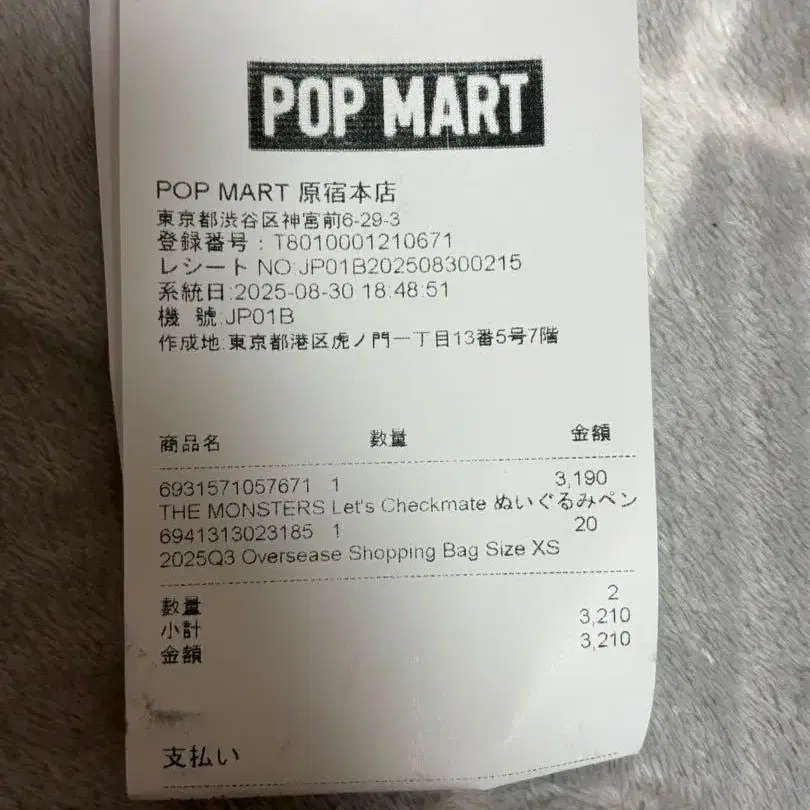 POP MART
POP MART 原宿本店
東京都渋谷区神宮前6-29-3
登録番号 : T8010001210671
レシート NO:JP01B202508300215
系統日:2025-08-30 18:48:51
機 號:JP01B
作成地:東京都港区虎ノ門一丁目13番5号7階
商品名 数量 金額
6931571057671 1 3,190
THE MONSTERS Let's Checkmate ぬいぐるみペン
6941313023185 1 20
2025Q3 Oversease Shopping Bag Size XS
数量 2
小計 3,210
金額 3,210
支払い